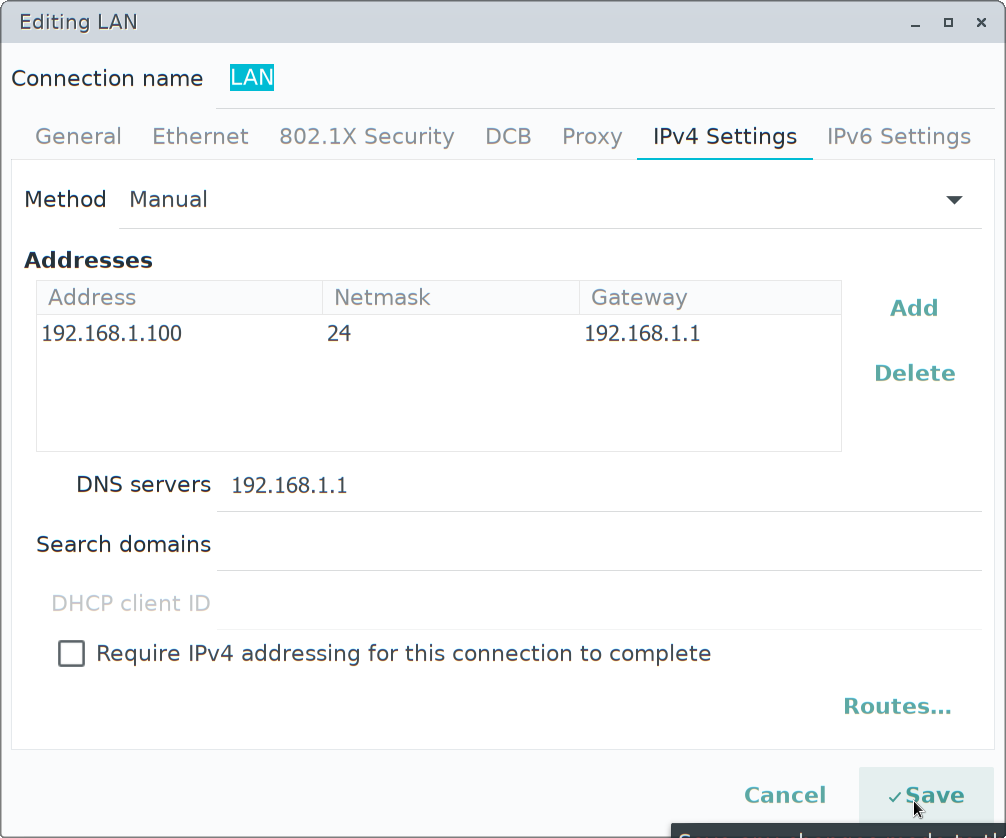 Editing LAN
Connection name LAN
General Ethernet 802.1X Security DCB Proxy IPv4 Settings IPv6 Settings
Method Manual
Addresses
Address Netmask Gateway
192.168.1.100 24 192.168.1.1
Add
Delete
DNS servers 192.168.1.1
Search domains
DHCP client ID
Require IPv4 addressing for this connection to complete
Routes...
Cancel ✓Save